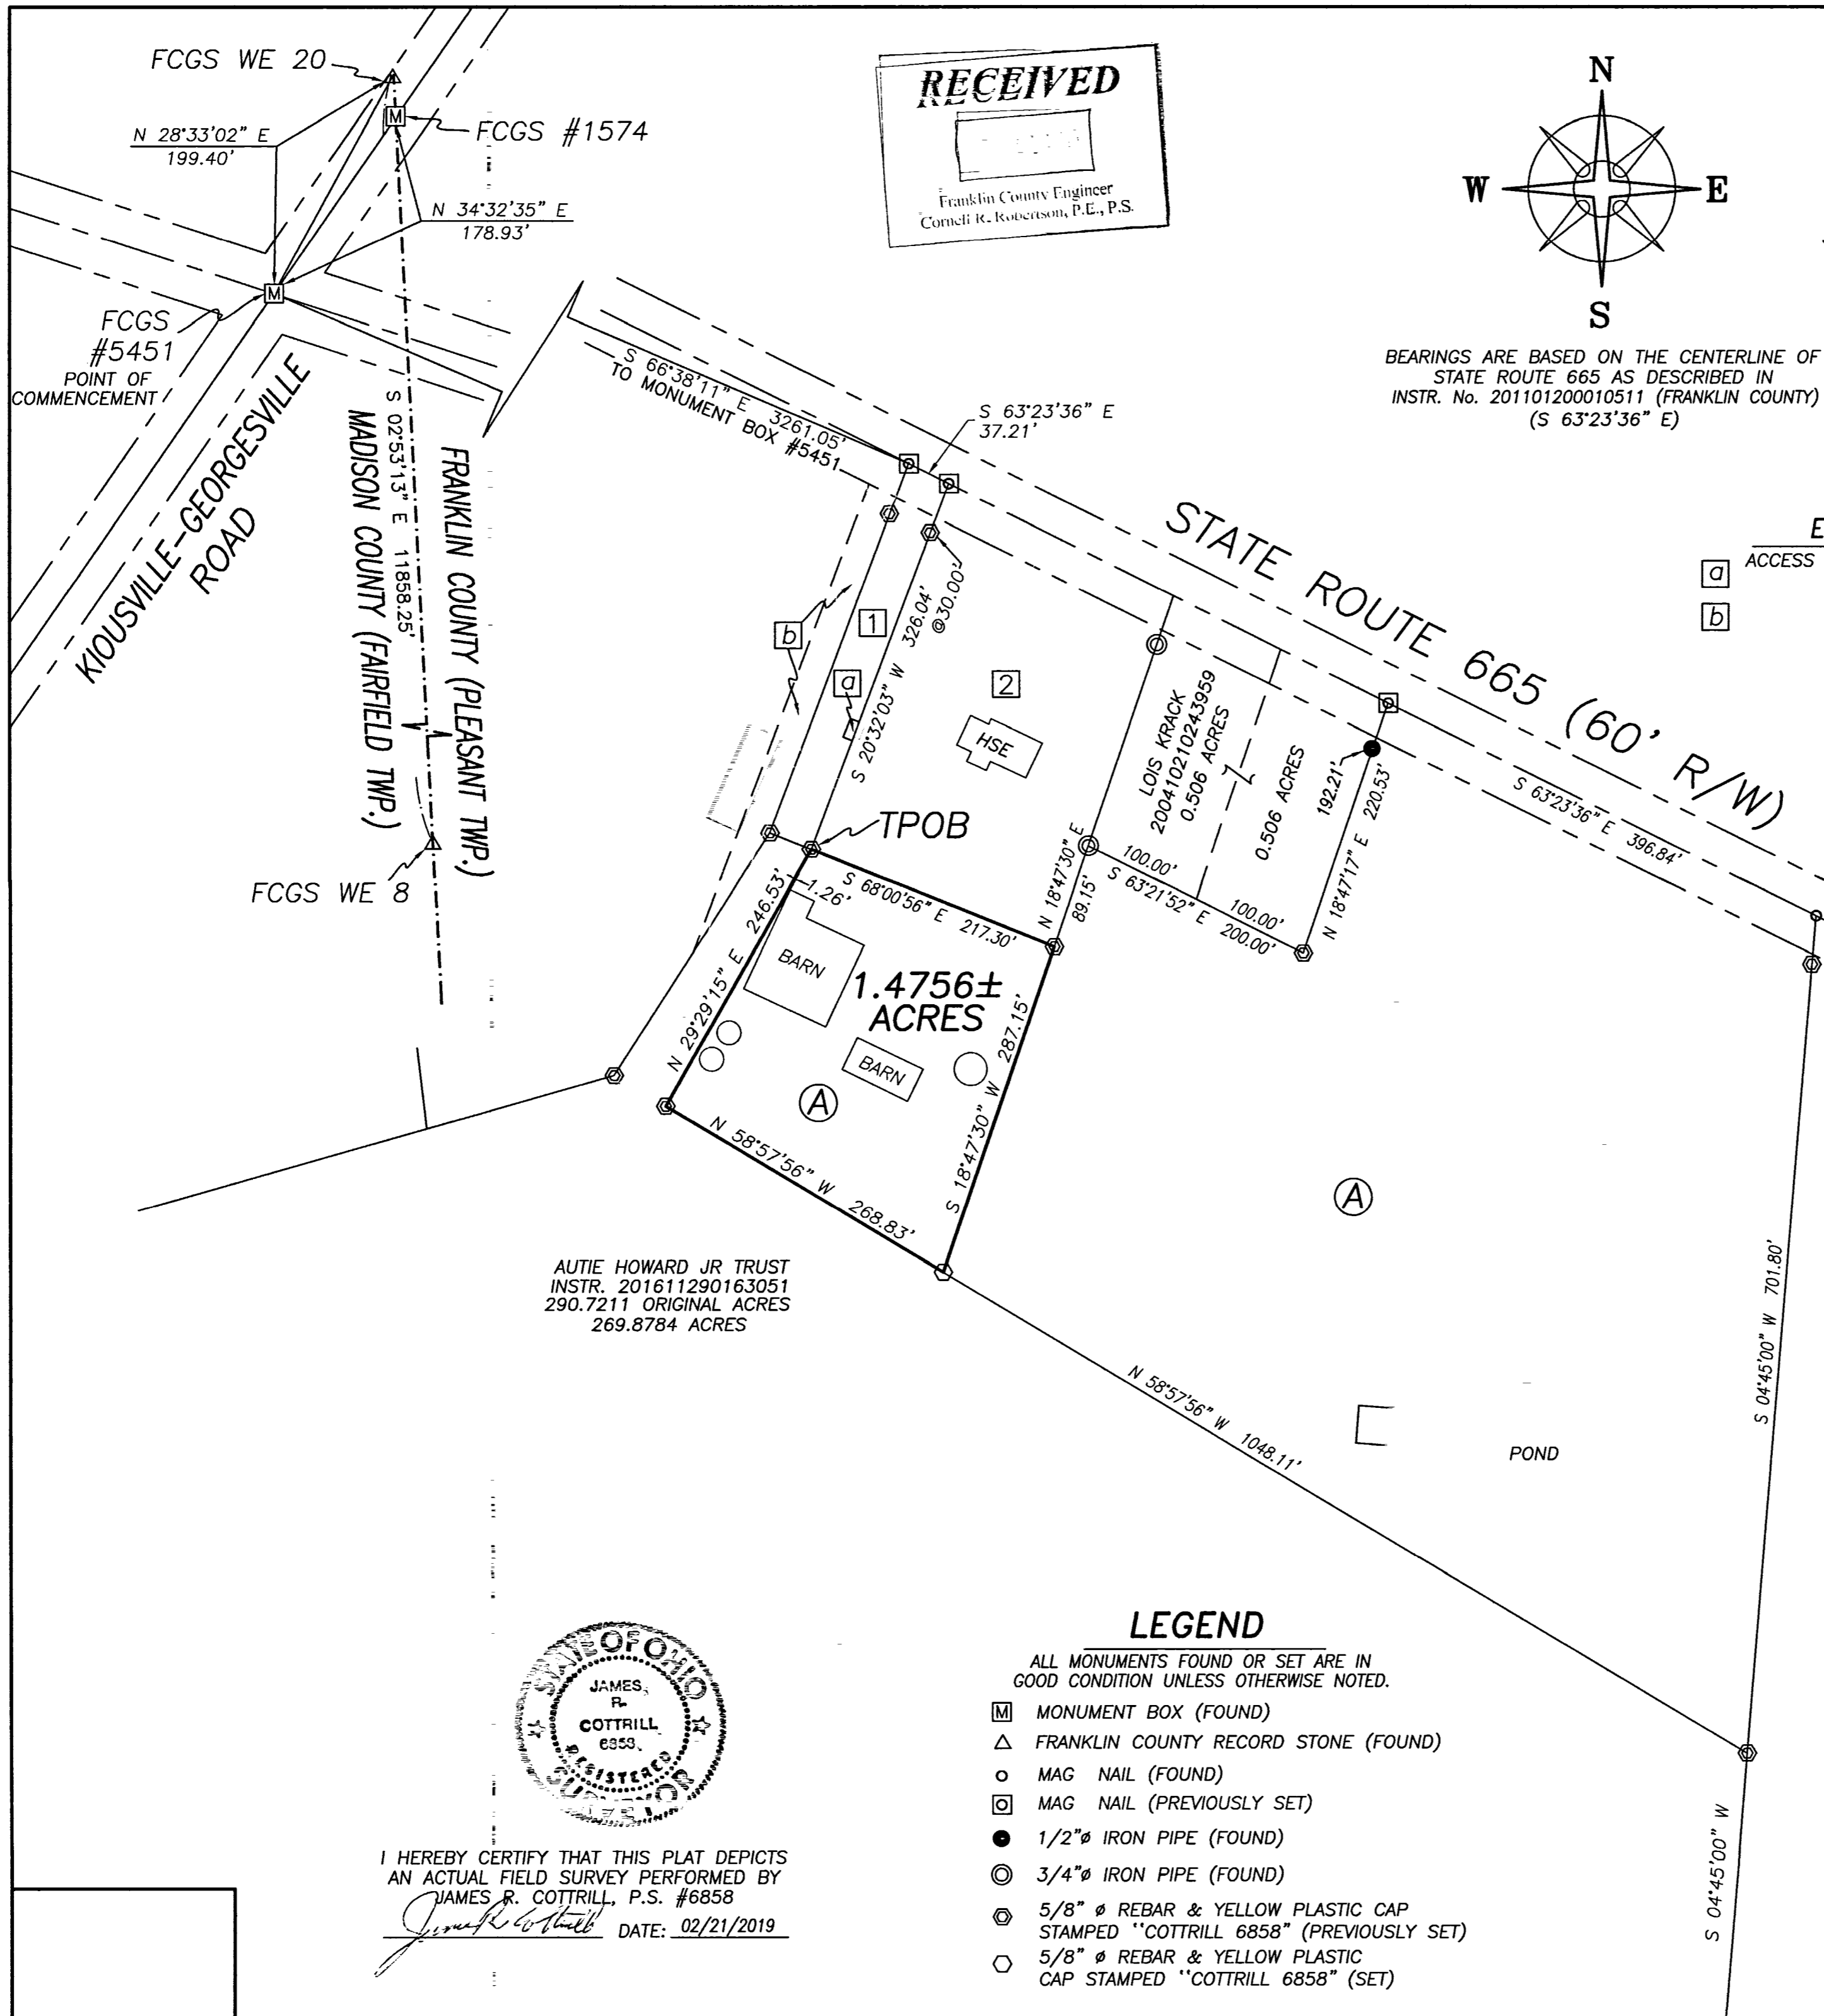 FCGS WE 20
N 28°33'02" E
199.40'
FCGS #1574
N 34°32'35" E
178.93'
FCGS
#5451
POINT OF
COMMENCEMENT
KIOUSVILLE-GEORGESVILLE
ROAD
S 02°53'13" E 11858.25'
MADISON COUNTY (FAIRFIELD TWP.)
FRANKLIN COUNTY (PLEASANT TWP.)
FCGS WE 8
RECEIVED
Franklin County Engineer
Cornell R. Robertson, P.E., P.S.
N
W
E
S
BEARINGS ARE BASED ON THE CENTERLINE OF
STATE ROUTE 665 AS DESCRIBED IN
INSTR. No. 201101200010511 (FRANKLIN COUNTY)
(S 63°23'36" E)
E
a ACCESS
b
S 66°38'11" E 3261.05'
TO MONUMENT BOX #5451
S 63°23'36" E
37.21'
STATE ROUTE 665 (60' R/W)
1
b
a
2
S 20°32'03" W 326.04'
@30.00'
HSE
LOIS KRACK
200410210243959
0.506 ACRES
0.506 ACRES
192.21'
N 18°47'17" E 220.53'
S 63°23'36" E 396.84'
TPOB
N 18°47'30" E
89.15'
100.00'
100.00'
S 63°21'52" E 200.00'
1.26'
S 68°00'56" E 217.30'
N 29°29'15" E 246.53'
BARN
1.4756±
ACRES
BARN
A
S 18°47'30" W 287.15'
N 58°57'56" W 268.83'
A
AUTIE HOWARD JR TRUST
INSTR. 201611290163051
290.7211 ORIGINAL ACRES
269.8784 ACRES
N 58°57'56" W 1048.11'
POND
S 04°45'00" W 701.80'
S 04°45'00" W
STATE OF OHIO
JAMES
R.
COTTRILL
6858
REGISTERED
I HEREBY CERTIFY THAT THIS PLAT DEPICTS
AN ACTUAL FIELD SURVEY PERFORMED BY
JAMES R. COTTRILL, P.S. #6858
DATE: 02/21/2019
LEGEND
ALL MONUMENTS FOUND OR SET ARE IN
GOOD CONDITION UNLESS OTHERWISE NOTED.
M MONUMENT BOX (FOUND)
FRANKLIN COUNTY RECORD STONE (FOUND)
MAG NAIL (FOUND)
MAG NAIL (PREVIOUSLY SET)
1/2"ø IRON PIPE (FOUND)
3/4"ø IRON PIPE (FOUND)
5/8" ø REBAR & YELLOW PLASTIC CAP
STAMPED "COTTRILL 6858" (PREVIOUSLY SET)
5/8" ø REBAR & YELLOW PLASTIC
CAP STAMPED "COTTRILL 6858" (SET)